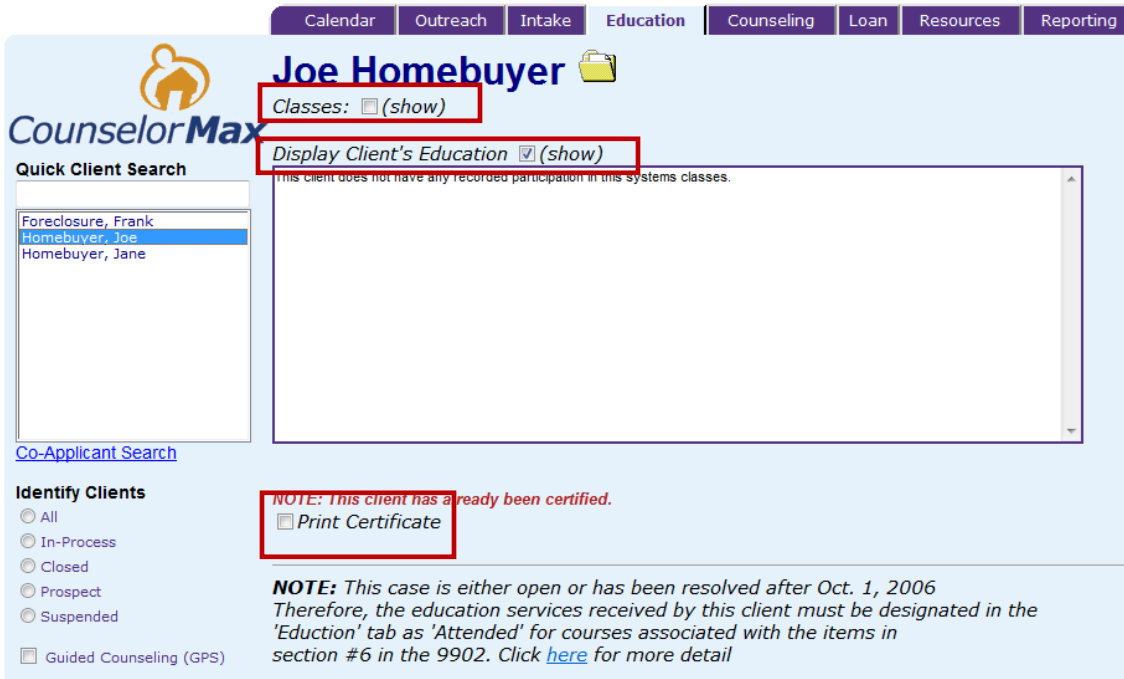 Calendar Outreach Intake Education Counseling Loan Resources Reporting
Joe Homebuyer
Classes: (show)
CounselorMax
Display Client's Education (show)
Quick Client Search
This client does not have any recorded participation in this systems classes.
Foreclosure, Frank
Homebuyer, Joe
Homebuyer, Jane
Co-Applicant Search
Identify Clients
NOTE: This client has already been certified.
All
Print Certificate
In-Process
Closed
Prospect
Suspended
Guided Counseling (GPS)
NOTE: This case is either open or has been resolved after Oct. 1, 2006
Therefore, the education services received by this client must be designated in the
'Eduction' tab as 'Attended' for courses associated with the items in
section #6 in the 9902. Click here for more detail